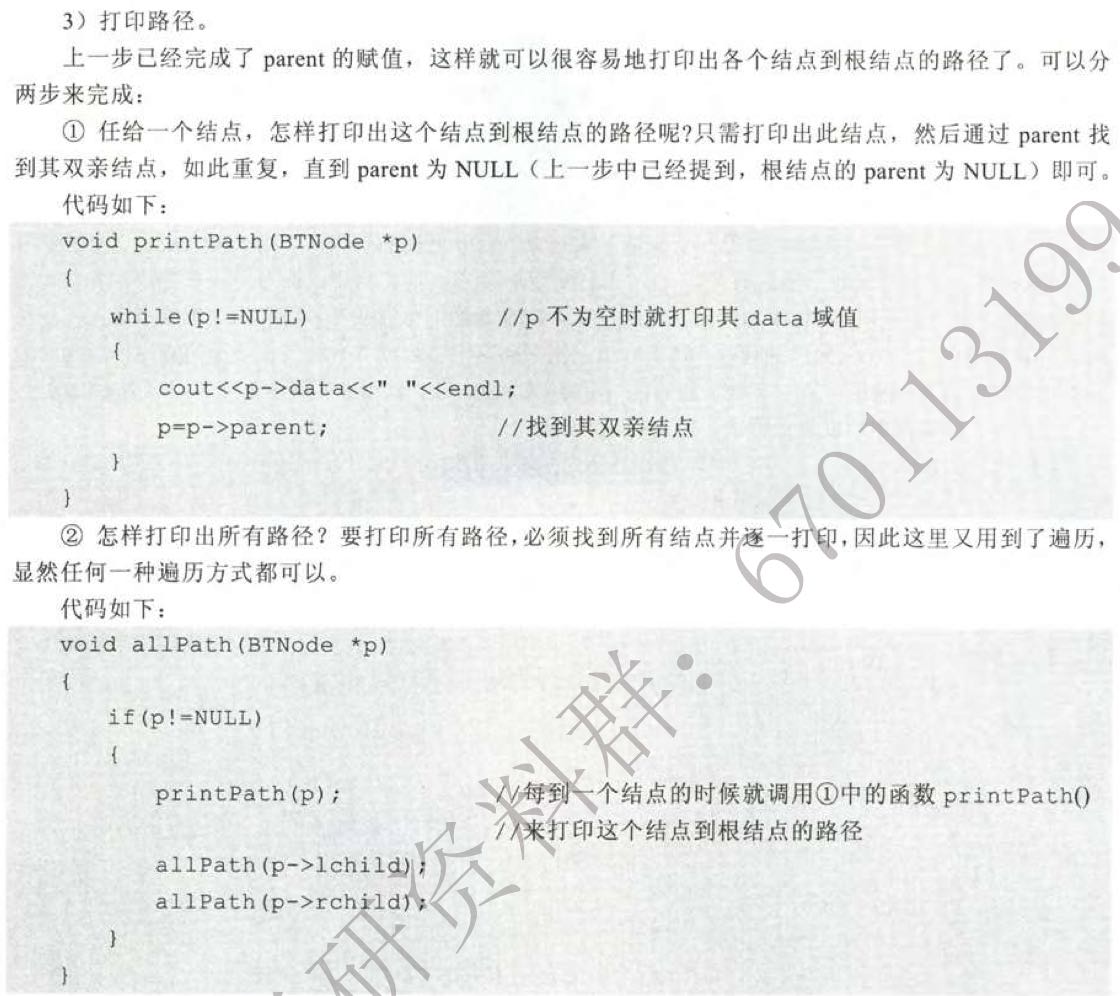 3）打印路径。
上一步已经完成了 parent 的赋值，这样就可以很容易地打印出各个结点到根结点的路径了。可以分
两步来完成：
① 任给一个结点，怎样打印出这个结点到根结点的路径呢?只需打印出此结点，然后通过 parent 找
到其双亲结点，如此重复，直到 parent 为 NULL（上一步中已经提到，根结点的 parent 为 NULL）即可。
代码如下：
void printPath(BTNode *p)
{
while(p!=NULL) //p 不为空时就打印其 data 域值
{
cout<<p->data<<" "<<endl;
p=p->parent; //找到其双亲结点
}
}
② 怎样打印出所有路径？要打印所有路径，必须找到所有结点并逐一打印，因此这里又用到了遍历，
显然任何一种遍历方式都可以。
代码如下：
void allPath(BTNode *p)
{
if(p!=NULL)
{
printPath(p); //每到一个结点的时候就调用①中的函数 printPath()
//来打印这个结点到根结点的路径
allPath(p->lchild);
allPath(p->rchild);
}
}
研资料群：670113199